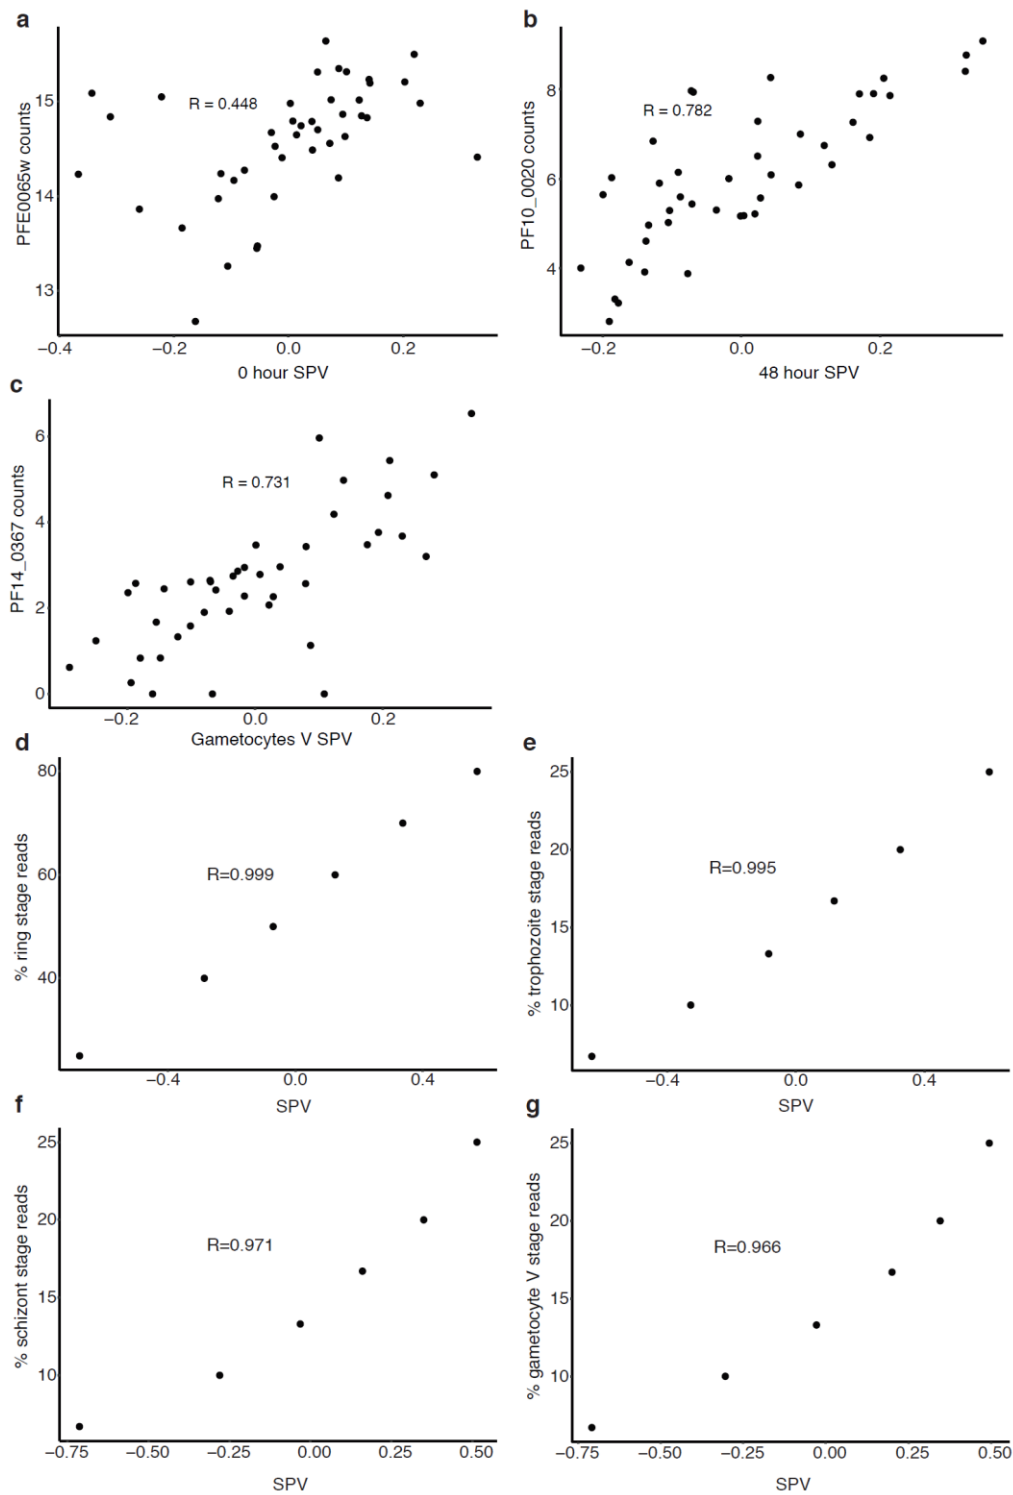 a
PFE0065w counts
15
14
13
R = 0.448
−0.4
−0.2
0.0
0.2
0 hour SPV
b
PF10_0020 counts
8
6
4
R = 0.782
−0.2
0.0
0.2
48 hour SPV
c
PF14_0367 counts
6
4
2
0
R = 0.731
−0.2
0.0
0.2
Gametocytes V SPV
d
% ring stage reads
80
60
40
R=0.999
−0.4
0.0
0.4
SPV
e
% trophozoite stage reads
25
20
15
10
R=0.995
−0.4
0.0
0.4
SPV
f
% schizont stage reads
25
20
15
10
R=0.971
−0.75
−0.50
−0.25
0.00
0.25
0.50
SPV
g
% gametocyte V stage reads
25
20
15
10
R=0.966
−0.75
−0.50
−0.25
0.00
0.25
0.50
SPV